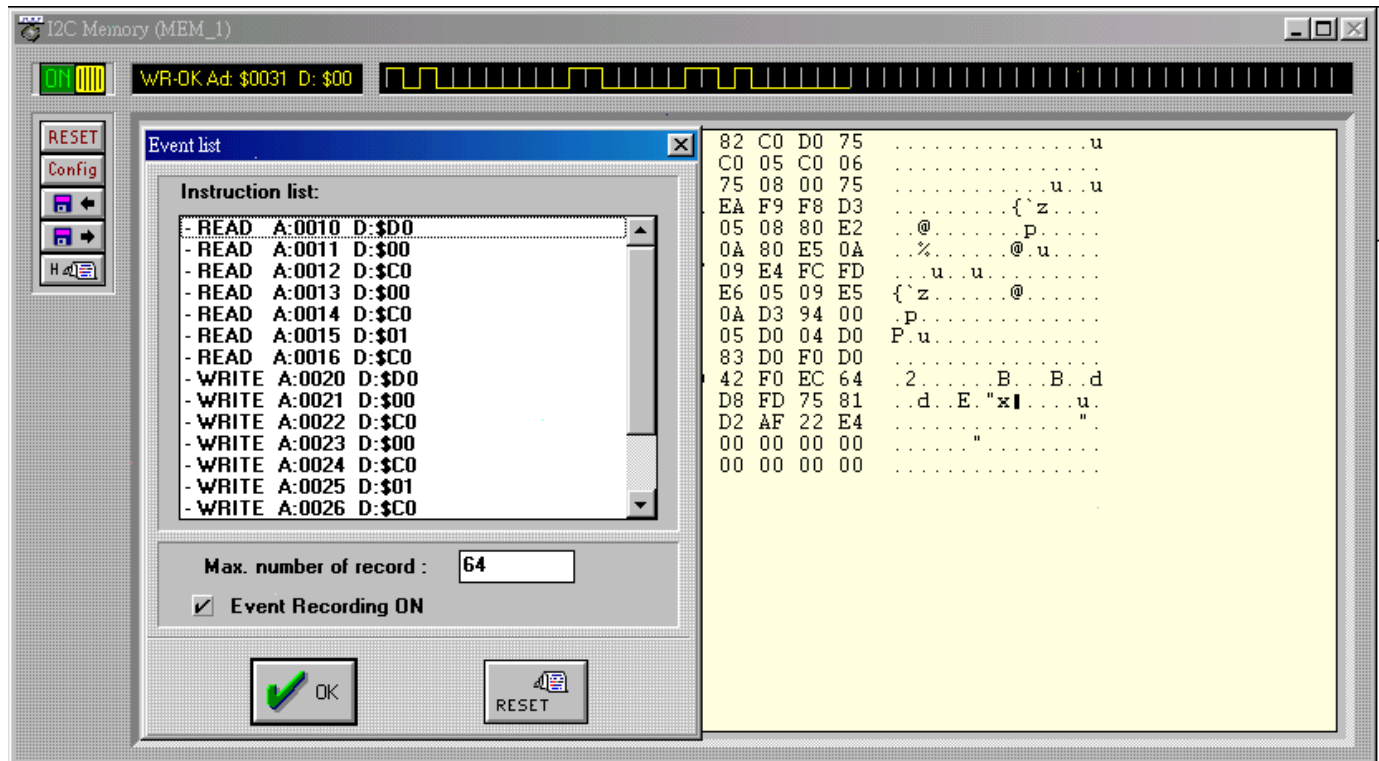 I2C Memory (MEM_1)
ON WR-OK Ad: $0031 D: $00
RESET
Config
H
Event list
Instruction list:
- READ A:0010 D:$D0
- READ A:0011 D:$00
- READ A:0012 D:$C0
- READ A:0013 D:$00
- READ A:0014 D:$C0
- READ A:0015 D:$01
- READ A:0016 D:$C0
- WRITE A:0020 D:$D0
- WRITE A:0021 D:$00
- WRITE A:0022 D:$C0
- WRITE A:0023 D:$00
- WRITE A:0024 D:$C0
- WRITE A:0025 D:$01
- WRITE A:0026 D:$C0
Max. number of record : 64
Event Recording ON
OK
RESET
82 C0 D0 75 ...............u
C0 05 C0 06 ................
75 08 00 75 ............u..u
EA F9 F8 D3 .........{`z....
05 08 80 E2 ..@.......p.....
0A 80 E5 0A ..%......@.u....
09 E4 FC FD ...u..u.........
E6 05 09 E5 {`z......@......
0A D3 94 00 .p..............
05 D0 04 D0 P.u.............
83 D0 F0 D0 ................
42 F0 EC 64 .2......B...B..d
D8 FD 75 81 ..d..E."x....u.
D2 AF 22 E4 ..............".
00 00 00 00 ......".........
00 00 00 00 ................